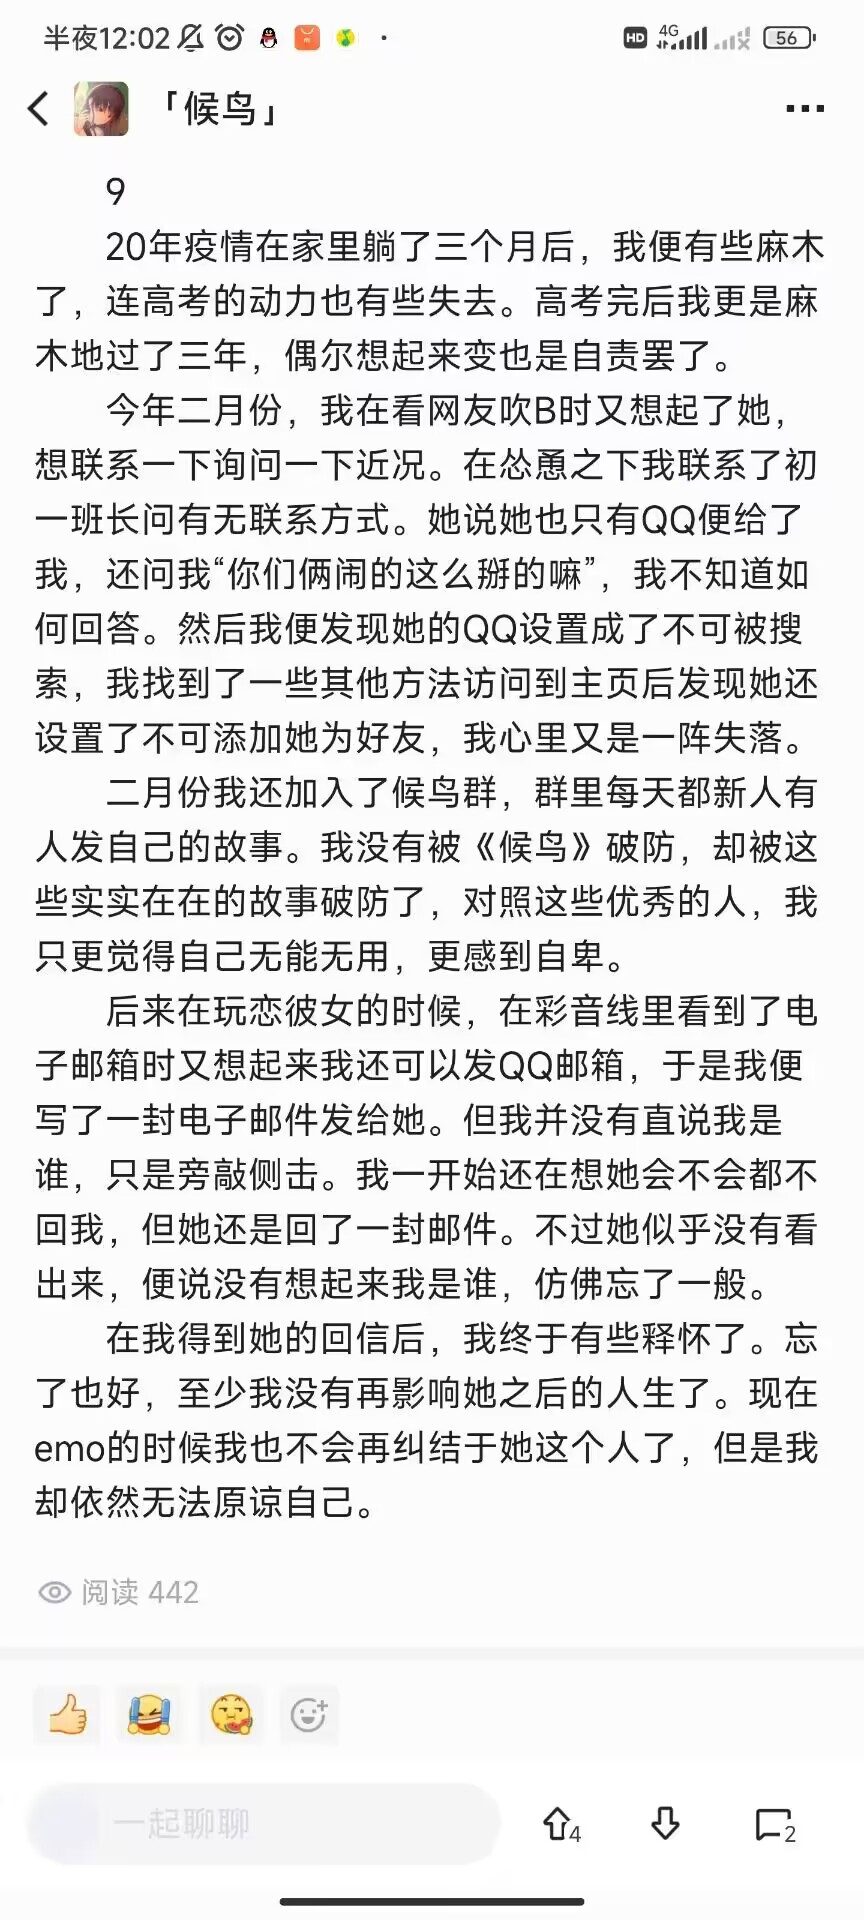 半夜12:02
HD 4G 56
「候鸟」
9
20年疫情在家里躺了三个月后，我便有些麻木
了，连高考的动力也有些失去。高考完后我更是麻
木地过了三年，偶尔想起来变也是自责罢了。
今年二月份，我在看网友吹B时又想起了她，
想联系一下询问一下近况。在怂恿之下我联系了初
一班长问有无联系方式。她说她也只有QQ便给了
我，还问我“你们俩闹的这么掰的嘛”，我不知道如
何回答。然后我便发现她的QQ设置成了不可被搜
索，我找到了一些其他方法访问到主页后发现她还
设置了不可添加她为好友，我心里又是一阵失落。
二月份我还加入了候鸟群，群里每天都新人有
人发自己的故事。我没有被《候鸟》破防，却被这
些实实在在的故事破防了，对照这些优秀的人，我
只更觉得自己无能无用，更感到自卑。
后来在玩恋彼女的时候，在彩音线里看到了电
子邮箱时又想起来我还可以发QQ邮箱，于是我便
写了一封电子邮件发给她。但我并没有直说我是
谁，只是旁敲侧击。我一开始还在想她会不会都不
回我，但她还是回了一封邮件。不过她似乎没有看
出来，便说没有想起来我是谁，仿佛忘了一般。
在我得到她的回信后，我终于有些释怀了。忘
了也好，至少我没有再影响她之后的人生了。现在
emo的时候我也不会再纠结于她这个人了，但是我
却依然无法原谅自己。
阅读 442
一起聊聊
4
2